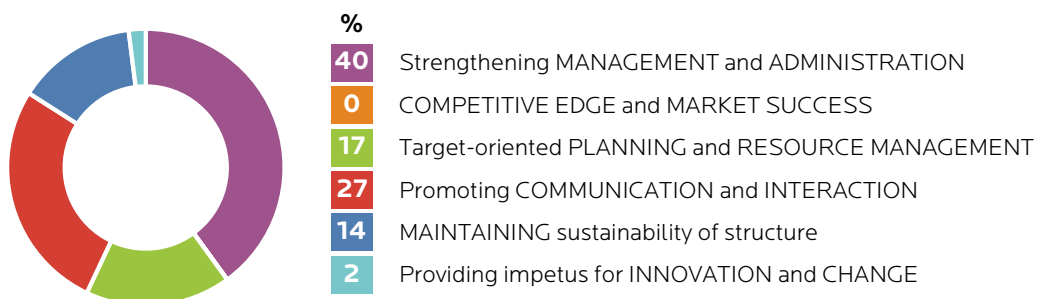 %
40 Strengthening MANAGEMENT and ADMINISTRATION
0 COMPETITIVE EDGE and MARKET SUCCESS
17 Target-oriented PLANNING and RESOURCE MANAGEMENT
27 Promoting COMMUNICATION and INTERACTION
14 MAINTAINING sustainability of structure
2 Providing impetus for INNOVATION and CHANGE